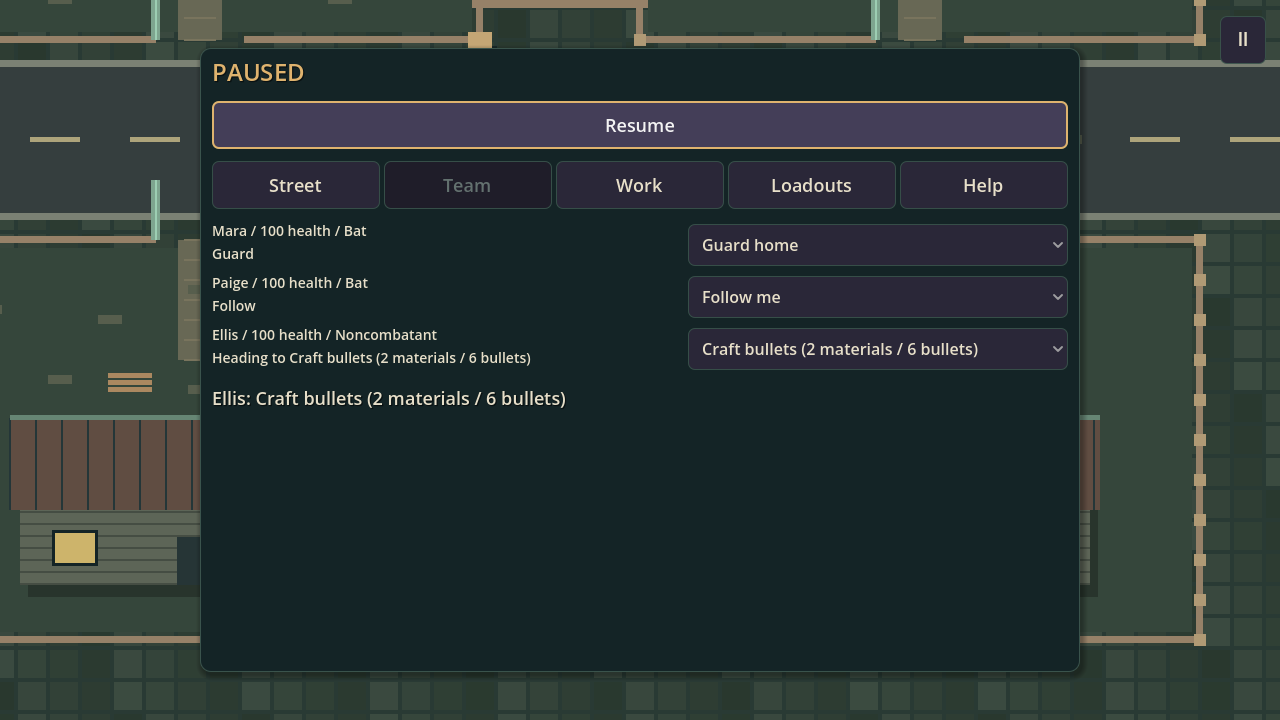 PAUSED
Resume
Street Team Work Loadouts Help
Mara / 100 health / Bat
Guard
Guard home
Paige / 100 health / Bat
Follow
Follow me
Ellis / 100 health / Noncombatant
Heading to Craft bullets (2 materials / 6 bullets)
Craft bullets (2 materials / 6 bullets)
Ellis: Craft bullets (2 materials / 6 bullets)